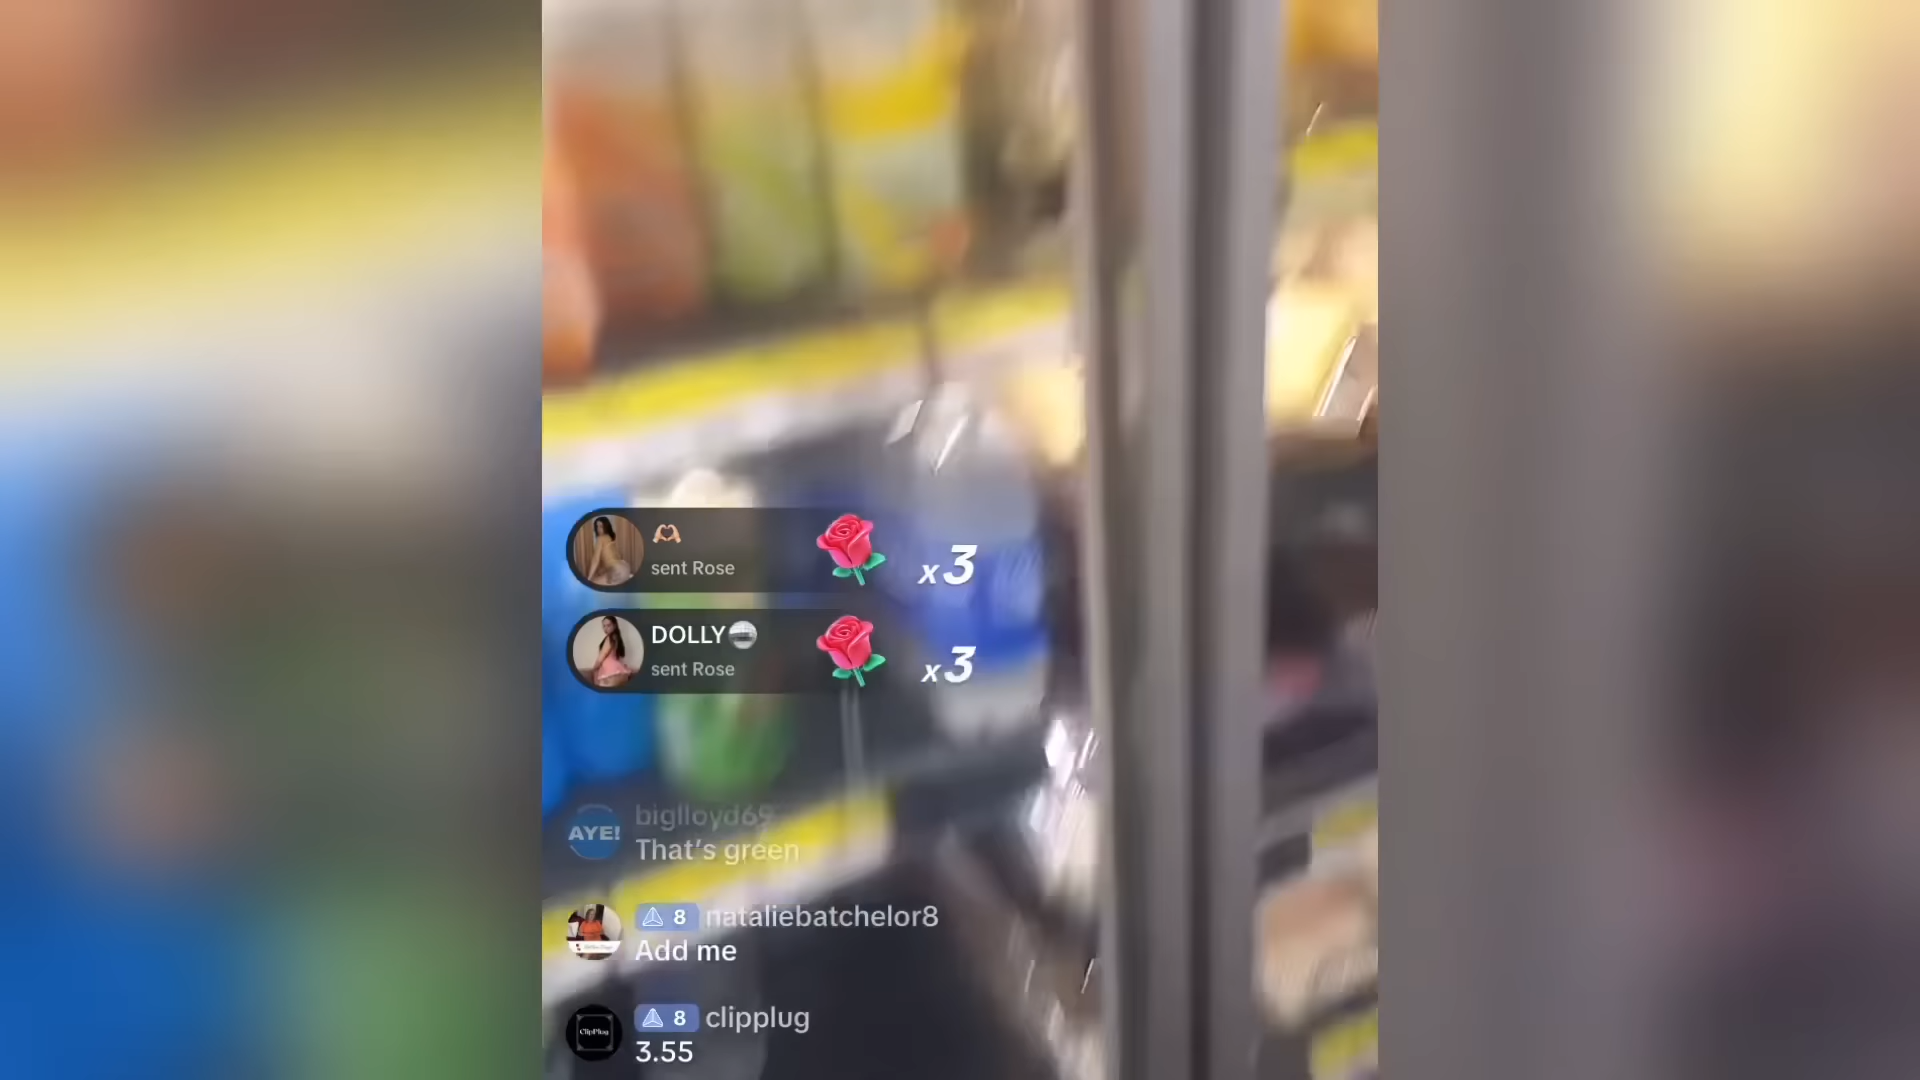 🫶🏼
sent Rose
x3
DOLLY🪩
sent Rose
x3
AYE!
biglloyd69
That's green
8 nataliebatchelor8
Add me
ClipPlug
8 clipplug
3.55